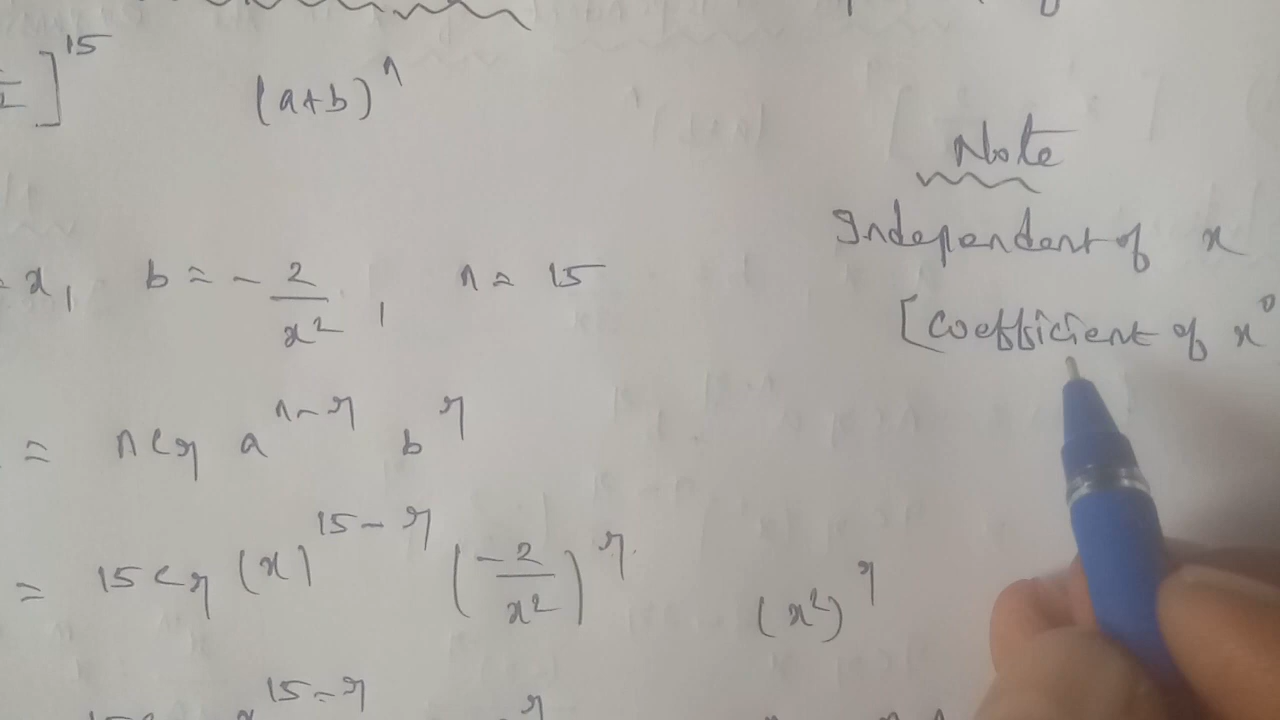 ]^15 (a+b)^n
Note
Independent of x
= x, b = - 2/x^2, n = 15
[Coefficient of x^0
= nCr a^(n-r) b^r
= 15Cr (x)^(15-r) (-2/x^2)^r (x^2)^r
15-r r